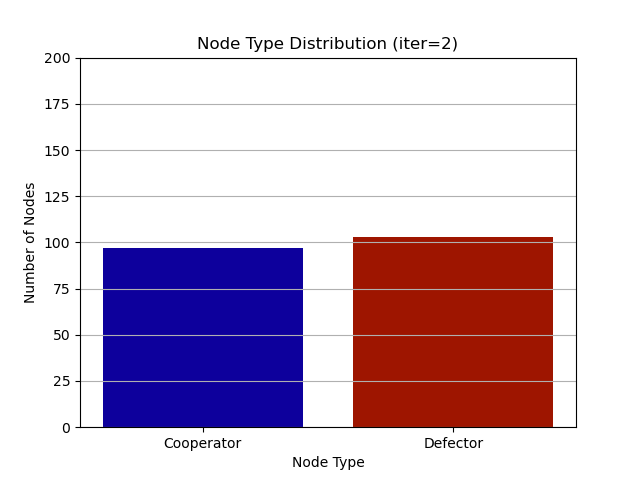 Node Type Distribution (iter=2)
200
175
150
125
100
75
50
25
0
Number of Nodes
Cooperator
Defector
Node Type